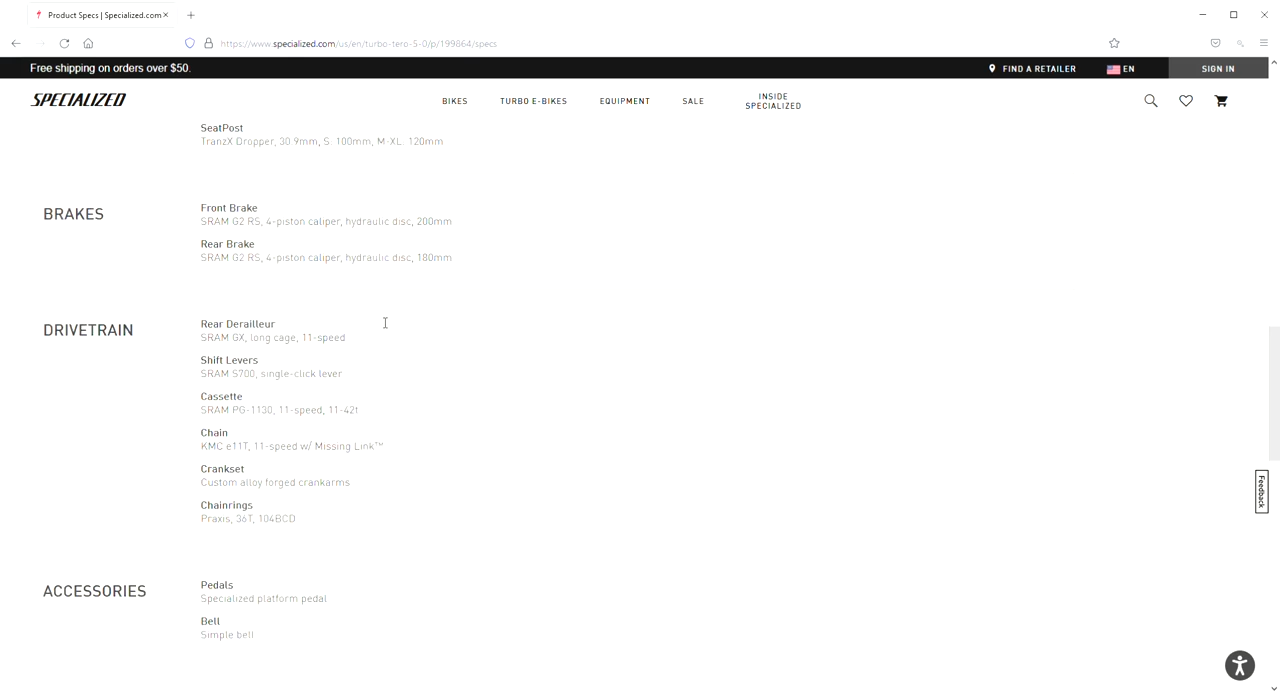 Product Specs | Specialized.com
https://www.specialized.com/us/en/turbo-tero-5-0/p/199864/specs
Free shipping on orders over $50.
FIND A RETAILER
EN
SIGN IN
SPECIALIZED
BIKES
TURBO E-BIKES
EQUIPMENT
SALE
INSIDE
SPECIALIZED
SeatPost
TranzX Dropper, 30.9mm, S: 100mm, M-XL: 120mm
BRAKES
Front Brake
SRAM G2 RS, 4-piston caliper, hydraulic disc, 200mm
Rear Brake
SRAM G2 RS, 4-piston caliper, hydraulic disc, 180mm
DRIVETRAIN
Rear Derailleur
SRAM GX, long cage, 11-speed
Shift Levers
SRAM S700, single-click lever
Cassette
SRAM PG-1130, 11-speed, 11-42t
Chain
KMC e11T, 11-speed w/ Missing Link™
Crankset
Custom alloy forged crankarms
Chainrings
Praxis, 36T, 104BCD
Feedback
ACCESSORIES
Pedals
Specialized platform pedal
Bell
Simple bell